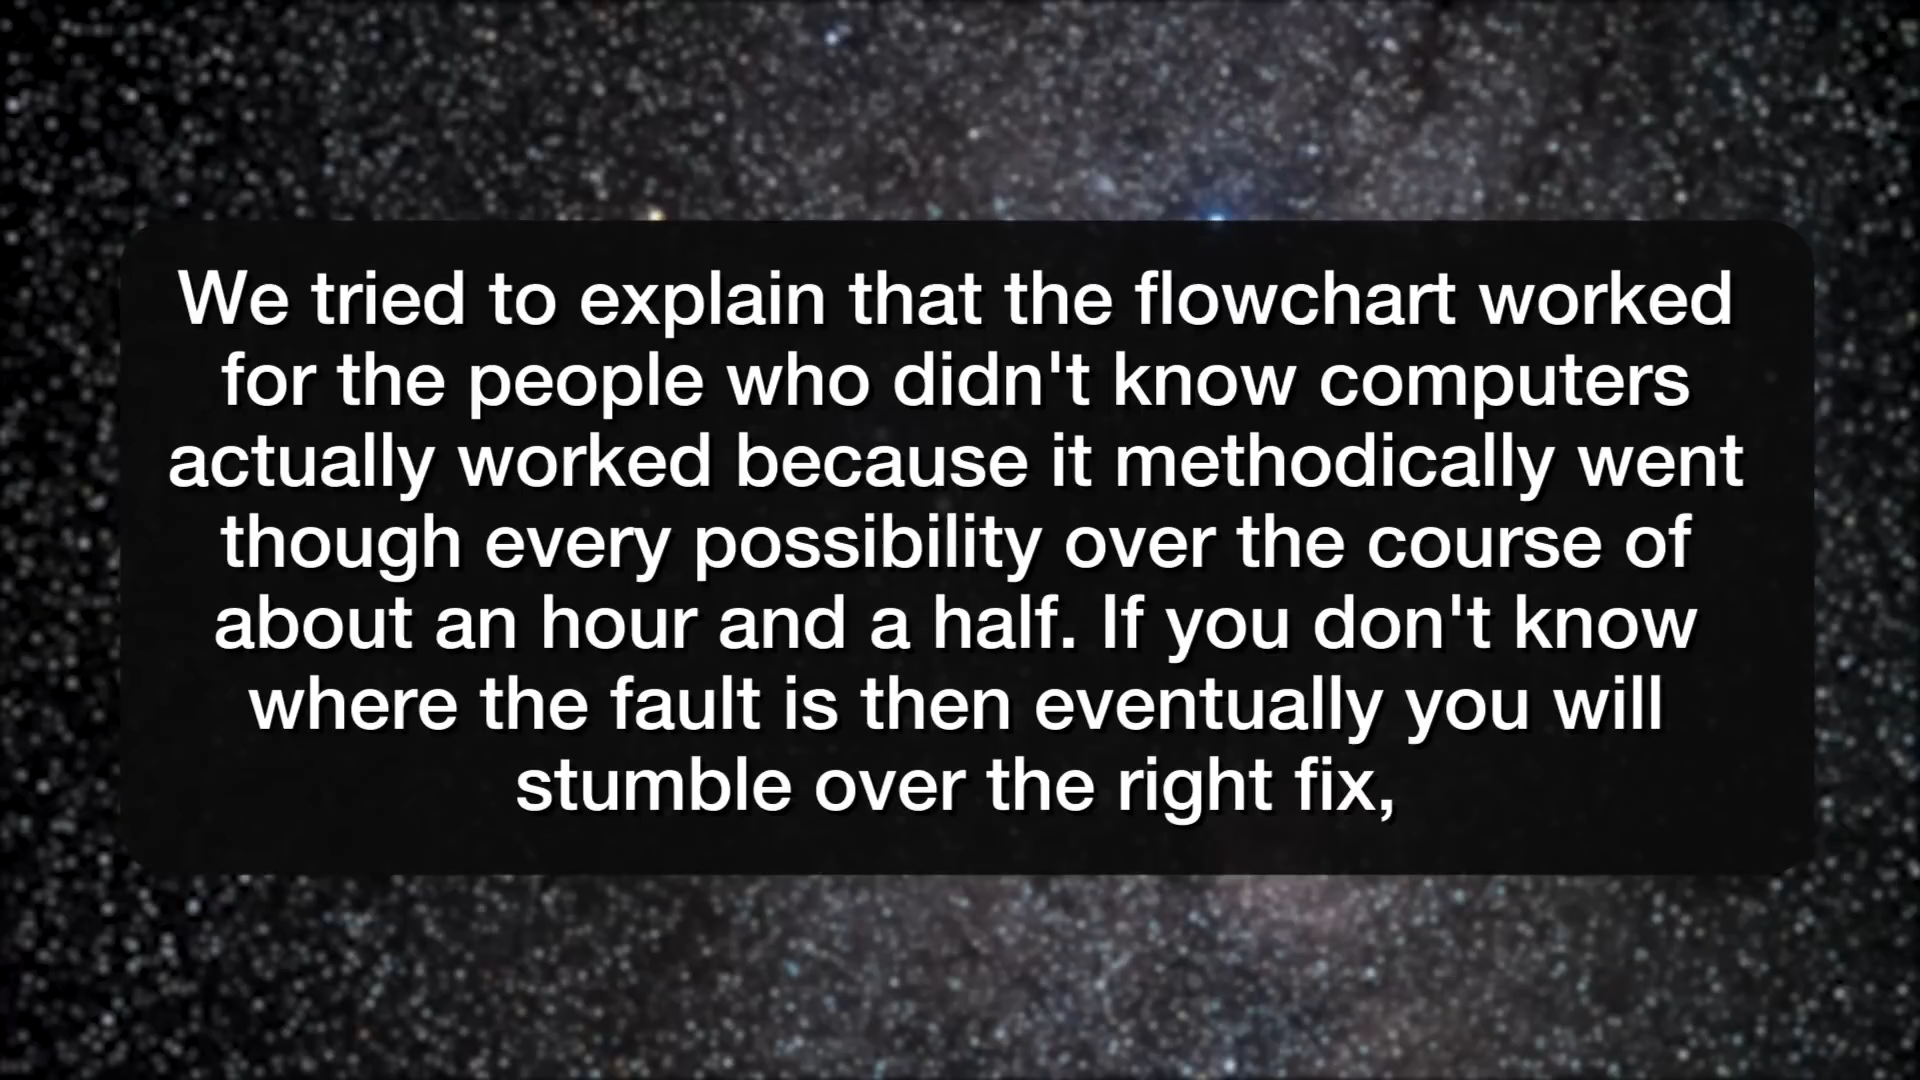 We tried to explain that the flowchart worked
for the people who didn't know computers
actually worked because it methodically went
though every possibility over the course of
about an hour and a half. If you don't know
where the fault is then eventually you will
stumble over the right fix,